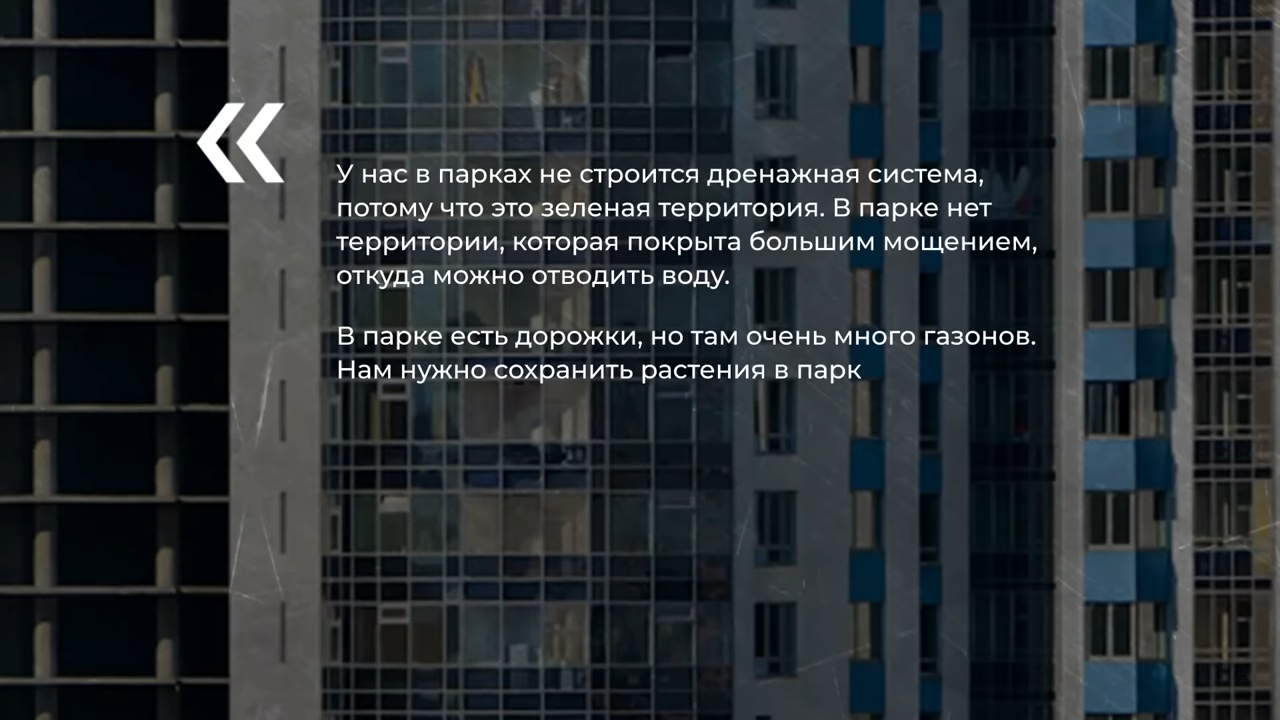 «
У нас в парках не строится дренажная система,
потому что это зеленая территория. В парке нет
территории, которая покрыта большим мощением,
откуда можно отводить воду.
В парке есть дорожки, но там очень много газонов.
Нам нужно сохранить растения в парк